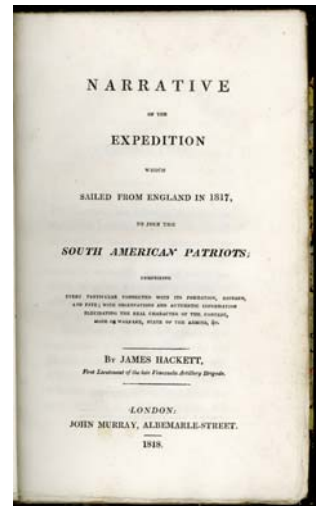 NARRATIVE
OF THE
EXPEDITION
WHICH
SAILED FROM ENGLAND IN 1817,
TO JOIN THE
SOUTH AMERICAN PATRIOTS;
COMPRISING
EVERY PARTICULAR CONNECTED WITH ITS FORMATION, HISTORY,
AND FATE; WITH OBSERVATIONS AND AUTHENTIC INFORMATION
ELUCIDATING THE REAL CHARACTER OF THE CONTEST,
MODE OF WARFARE, STATE OF THE ARMIES, &c.
BY JAMES HACKETT,
First Lieutenant of the late Venezuela Artillery Brigade.
LONDON:
JOHN MURRAY, ALBEMARLE-STREET.
1818.